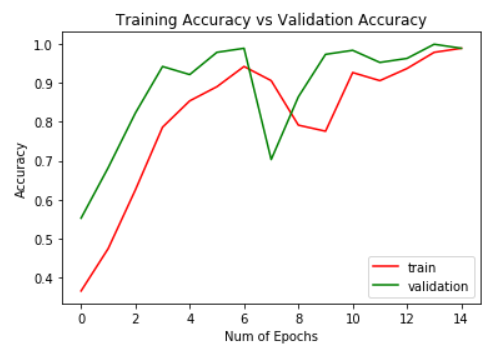 Training Accuracy vs Validation Accuracy
1.0
0.9
0.8
0.7
0.6
0.5
0.4
Accuracy
train
validation
0 2 4 6 8 10 12 14
Num of Epochs